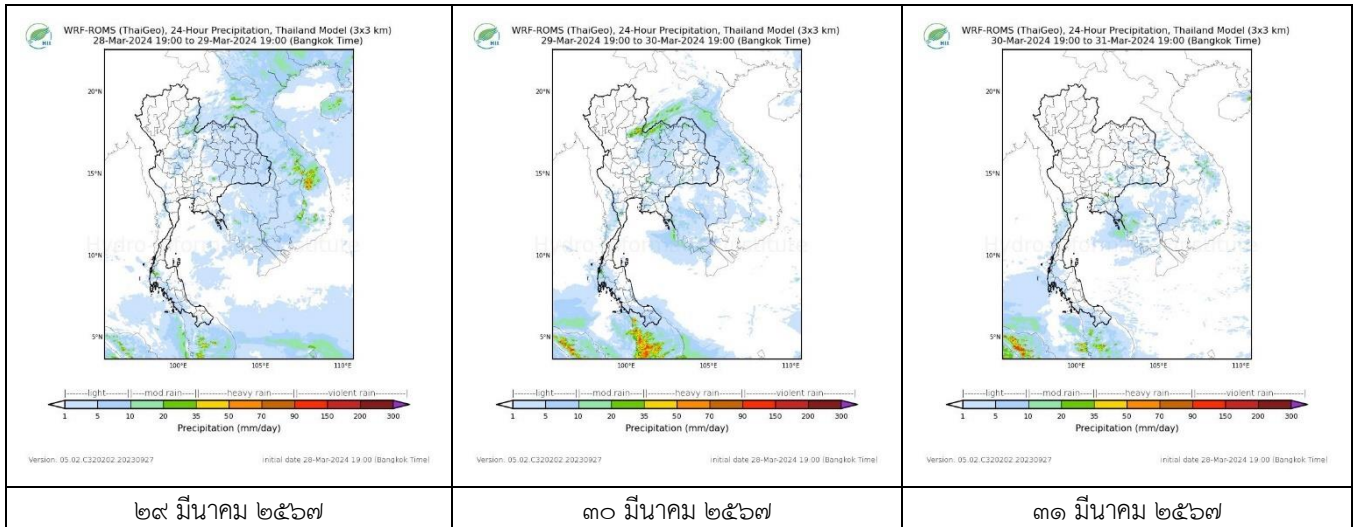 WRF-ROMS (ThaiGeo), 24-Hour Precipitation, Thailand Model (3x3 km)
28-Mar-2024 19:00 to 29-Mar-2024 19:00 (Bangkok Time)
20°N
15°N
10°N
5°N
100°E 105°E 110°E
light mod rain heavy rain violent rain
1 5 10 20 35 50 70 90 150 200 300
Precipitation (mm/day)
Version: 05.02.C320202.20230927 initial date 28-Mar-2024 19:00 (Bangkok Time)
๒๙ มีนาคม ๒๕๖๗
WRF-ROMS (ThaiGeo), 24-Hour Precipitation, Thailand Model (3x3 km)
29-Mar-2024 19:00 to 30-Mar-2024 19:00 (Bangkok Time)
20°N
15°N
10°N
5°N
100°E 105°E 110°E
light mod rain heavy rain violent rain
1 5 10 20 35 50 70 90 150 200 300
Precipitation (mm/day)
Version: 05.02.C320202.20230927 initial date 28-Mar-2024 19:00 (Bangkok Time)
๓๐ มีนาคม ๒๕๖๗
WRF-ROMS (ThaiGeo), 24-Hour Precipitation, Thailand Model (3x3 km)
30-Mar-2024 19:00 to 31-Mar-2024 19:00 (Bangkok Time)
20°N
15°N
10°N
5°N
100°E 105°E 110°E
light mod rain heavy rain violent rain
1 5 10 20 35 50 70 90 150 200 300
Precipitation (mm/day)
Version: 05.02.C320202.20230927 initial date 28-Mar-2024 19:00 (Bangkok Time)
๓๑ มีนาคม ๒๕๖๗